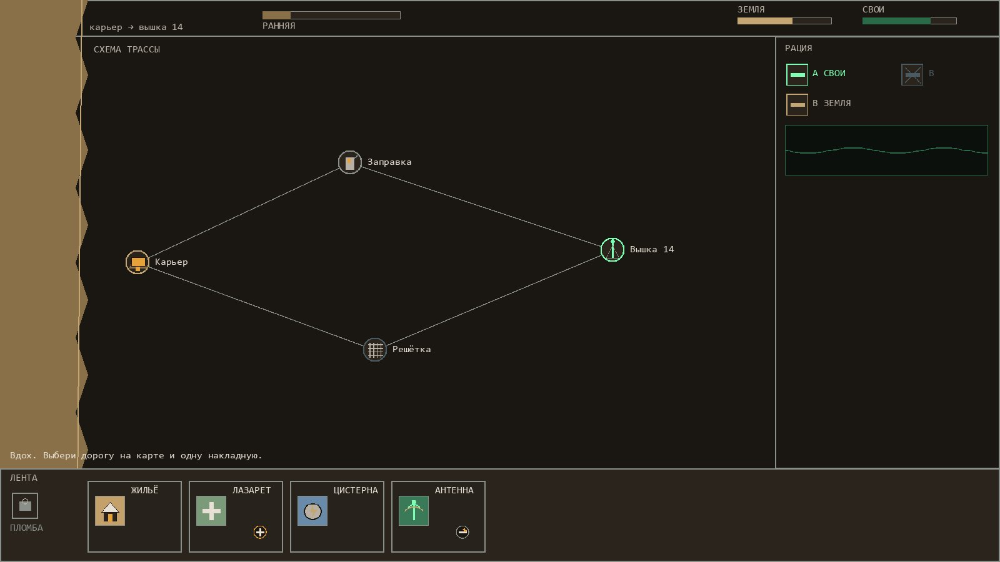 карьер → вышка 14
РАННЯЯ
ЗЕМЛЯ
СВОИ
СХЕМА ТРАССЫ
РАЦИЯ
А СВОИ
В
В ЗЕМЛЯ
Заправка
Вышка 14
Карьер
Решётка
Вдох. Выбери дорогу на карте и одну накладную.
ЛЕНТА
ПЛОМБА
ЖИЛЬЁ
ЛАЗАРЕТ
ЦИСТЕРНА
АНТЕННА